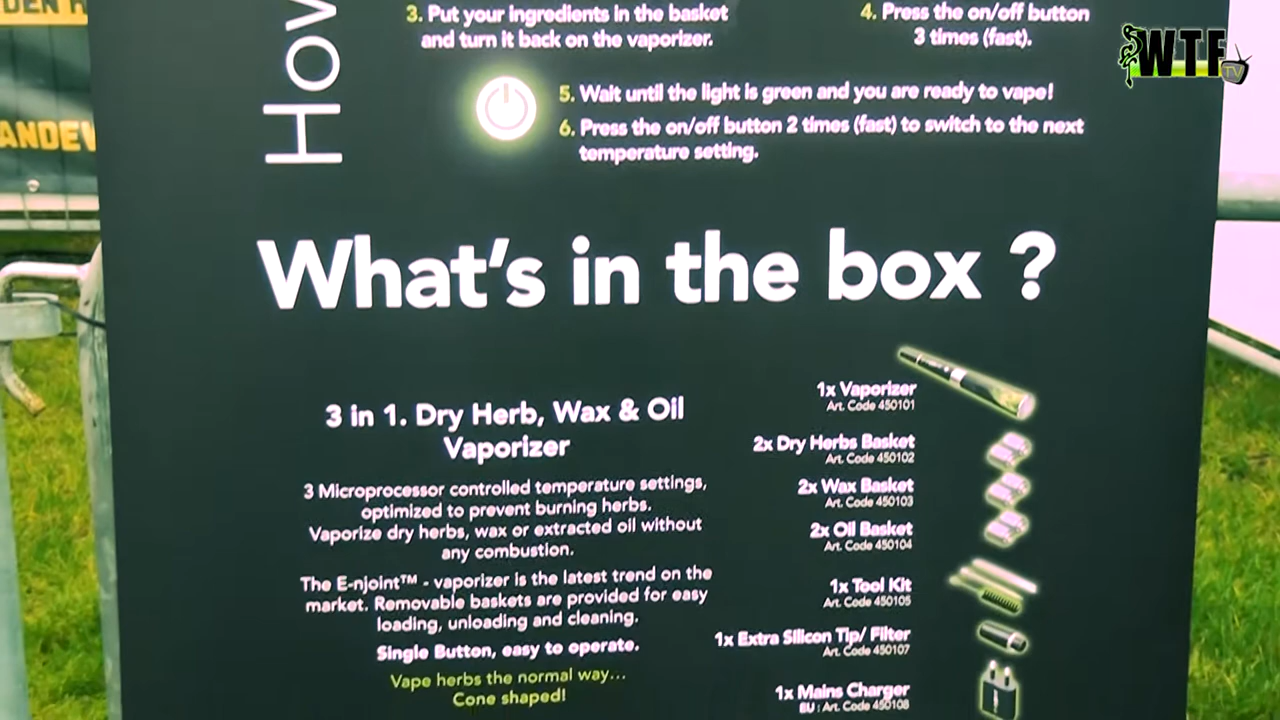 3. Put your ingredients in the basket
and turn it back on the vaporizer.
4. Press the on/off button
3 times (fast).
WTF
TV
How
5. Wait until the light is green and you are ready to vape!
6. Press the on/off button 2 times (fast) to switch to the next
temperature setting.
What's in the box ?
3 in 1. Dry Herb, Wax & Oil
Vaporizer
3 Microprocessor controlled temperature settings,
optimized to prevent burning herbs.
Vaporize dry herbs, wax or extracted oil without
any combustion.
The E-njoint™ - vaporizer is the latest trend on the
market. Removable baskets are provided for easy
loading, unloading and cleaning.
Single Button, easy to operate.
Vape herbs the normal way...
Cone shaped!
1x Vaporizer
Art. Code 450101
2x Dry Herbs Basket
Art. Code 450102
2x Wax Basket
Art. Code 450103
2x Oil Basket
Art. Code 450104
1x Tool Kit
Art. Code 450105
1x Extra Silicon Tip/ Filter
Art. Code 450107
1x Mains Charger
EU : Art. Code 450108